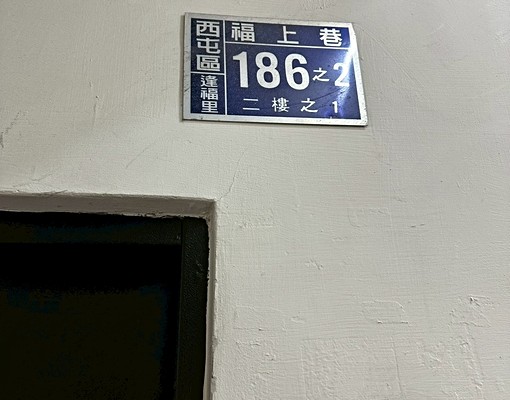 西屯區
逢福里
福上巷
186之2
二樓之1